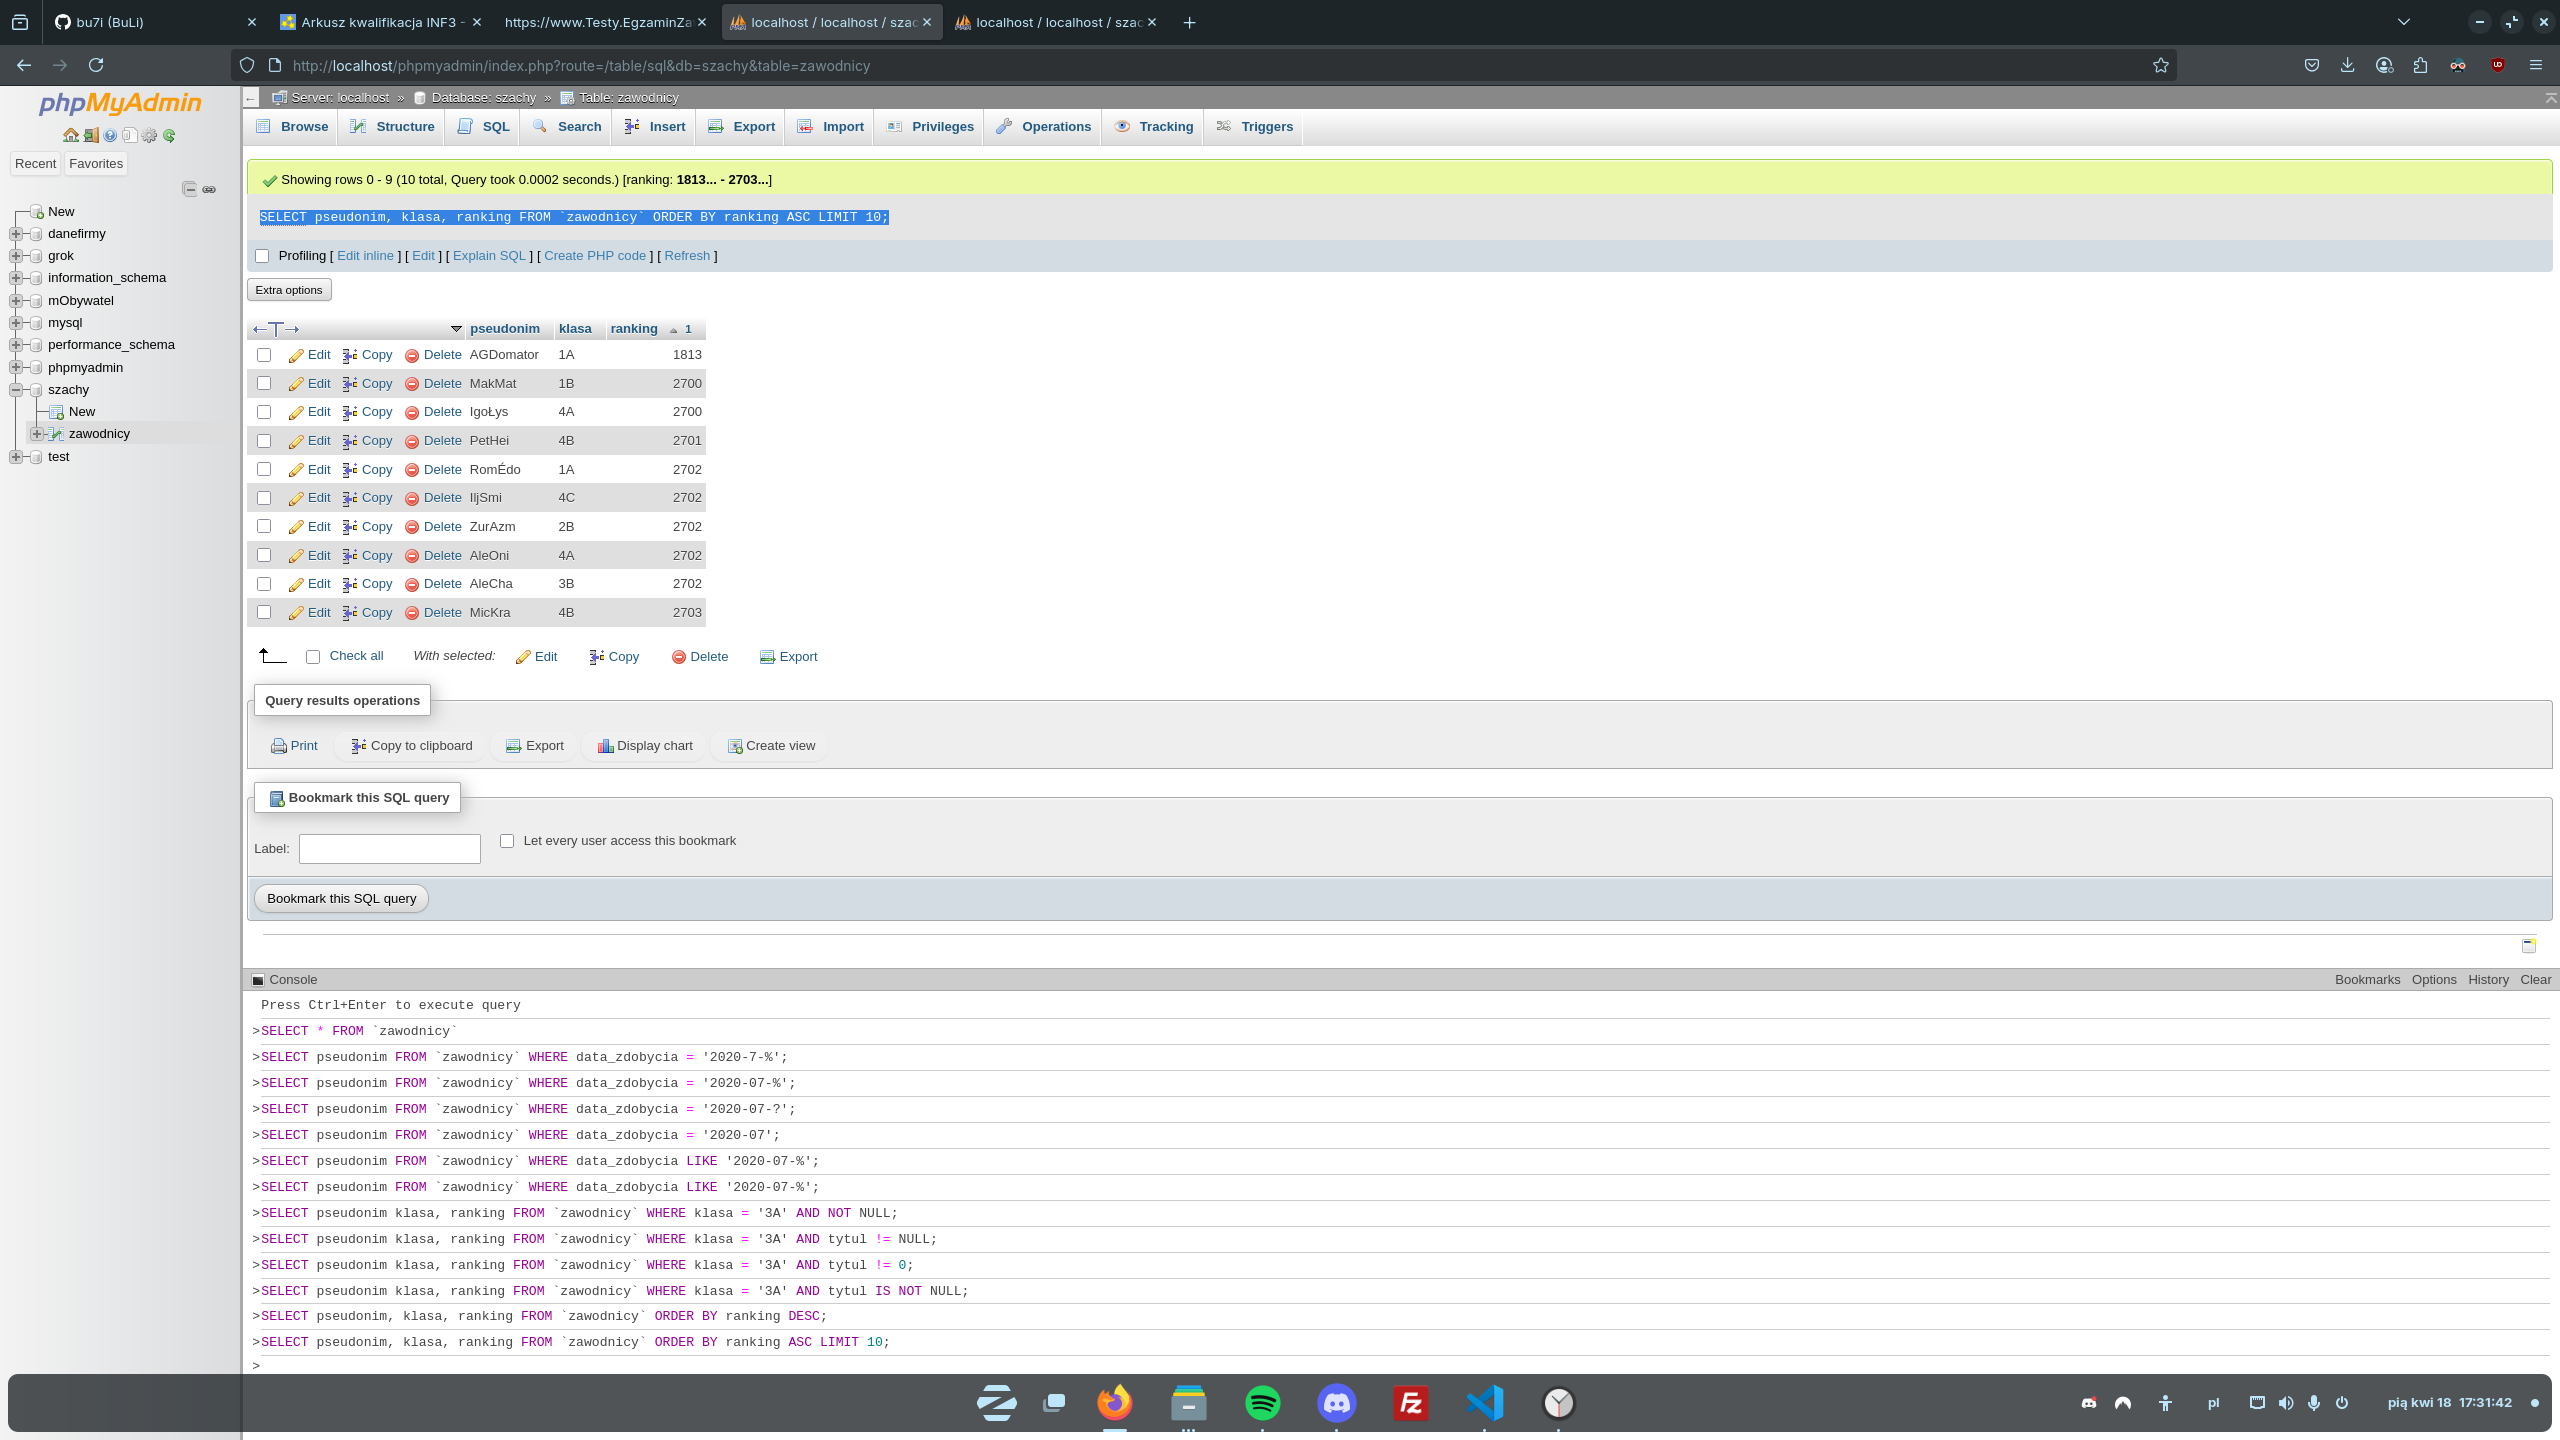 bu7i (BuLi)
Arkusz kwalifikacja INF3 -
https://www.Testy.EgzaminZa
localhost / localhost / szac
localhost / localhost / szac
http://localhost/phpmyadmin/index.php?route=/table/sql&db=szachy&table=zawodnicy
phpMyAdmin
Recent Favorites
New
danefirmy
grok
information_schema
mObywatel
mysql
performance_schema
phpmyadmin
szachy
New
zawodnicy
test
Server: localhost » Database: szachy » Table: zawodnicy
Browse Structure SQL Search Insert Export Import Privileges Operations Tracking Triggers
Showing rows 0 - 9 (10 total, Query took 0.0002 seconds.) [ranking: 1813... - 2703...]
SELECT pseudonim, klasa, ranking FROM `zawodnicy` ORDER BY ranking ASC LIMIT 10;
Profiling [ Edit inline ] [ Edit ] [ Explain SQL ] [ Create PHP code ] [ Refresh ]
Extra options
←T→ pseudonim klasa ranking 1
Edit Copy Delete AGDomator 1A 1813
Edit Copy Delete MakMat 1B 2700
Edit Copy Delete IgoŁys 4A 2700
Edit Copy Delete PetHei 4B 2701
Edit Copy Delete RomÉdo 1A 2702
Edit Copy Delete IljSmi 4C 2702
Edit Copy Delete ZurAzm 2B 2702
Edit Copy Delete AleOni 4A 2702
Edit Copy Delete AleCha 3B 2702
Edit Copy Delete MicKra 4B 2703
Check all With selected: Edit Copy Delete Export
Query results operations
Print Copy to clipboard Export Display chart Create view
Bookmark this SQL query
Label: Let every user access this bookmark
Bookmark this SQL query
Console Bookmarks Options History Clear
Press Ctrl+Enter to execute query
>SELECT * FROM `zawodnicy`
>SELECT pseudonim FROM `zawodnicy` WHERE data_zdobycia = '2020-7-%';
>SELECT pseudonim FROM `zawodnicy` WHERE data_zdobycia = '2020-07-%';
>SELECT pseudonim FROM `zawodnicy` WHERE data_zdobycia = '2020-07-?';
>SELECT pseudonim FROM `zawodnicy` WHERE data_zdobycia = '2020-07';
>SELECT pseudonim FROM `zawodnicy` WHERE data_zdobycia LIKE '2020-07-%';
>SELECT pseudonim FROM `zawodnicy` WHERE data_zdobycia LIKE '2020-07-%';
>SELECT pseudonim klasa, ranking FROM `zawodnicy` WHERE klasa = '3A' AND NOT NULL;
>SELECT pseudonim klasa, ranking FROM `zawodnicy` WHERE klasa = '3A' AND tytul != NULL;
>SELECT pseudonim klasa, ranking FROM `zawodnicy` WHERE klasa = '3A' AND tytul != 0;
>SELECT pseudonim klasa, ranking FROM `zawodnicy` WHERE klasa = '3A' AND tytul IS NOT NULL;
>SELECT pseudonim, klasa, ranking FROM `zawodnicy` ORDER BY ranking DESC;
>SELECT pseudonim, klasa, ranking FROM `zawodnicy` ORDER BY ranking ASC LIMIT 10;
>
Fz
pl
pią kwi 18 17:31:42